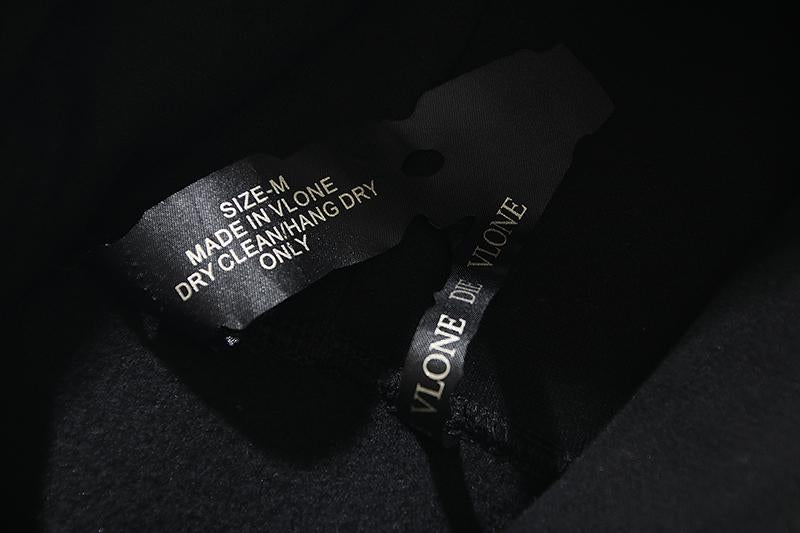 SIZE-M
MADE IN VLONE
DRY CLEAN/HANG DRY
ONLY
VLONE DIE VLONE